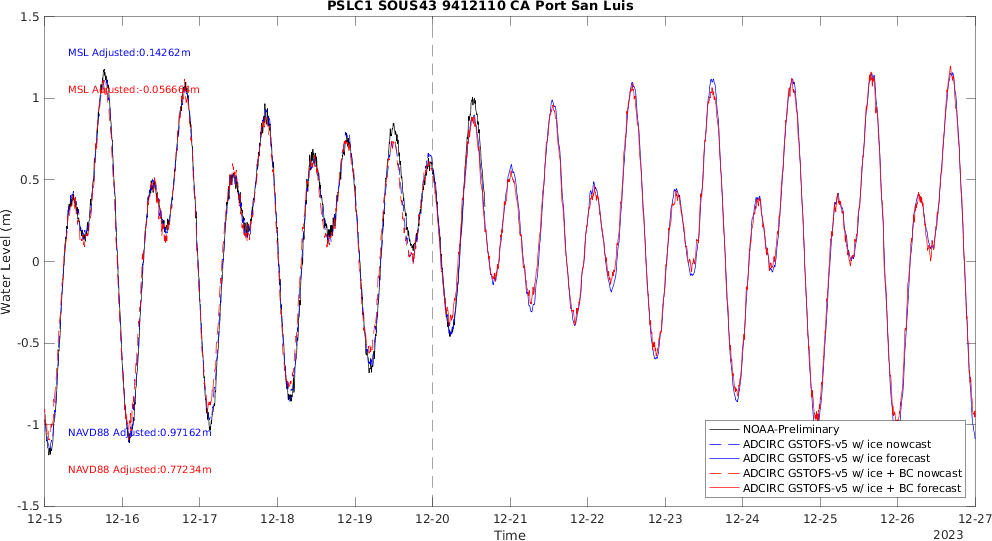 PSLC1 SOUS43 9412110 CA Port San Luis
MSL Adjusted:0.14262m
MSL Adjusted:-0.05666m
NAVD88 Adjusted:0.97162m
NAVD88 Adjusted:0.77234m
Water Level (m)
1.5
1
0.5
0
-0.5
-1
-1.5
NOAA-Preliminary
ADCIRC GSTOFS-v5 w/ ice nowcast
ADCIRC GSTOFS-v5 w/ ice forecast
ADCIRC GSTOFS-v5 w/ ice + BC nowcast
ADCIRC GSTOFS-v5 w/ ice + BC forecast
12-15 12-16 12-17 12-18 12-19 12-20 12-21 12-22 12-23 12-24 12-25 12-26 12-27
Time
2023